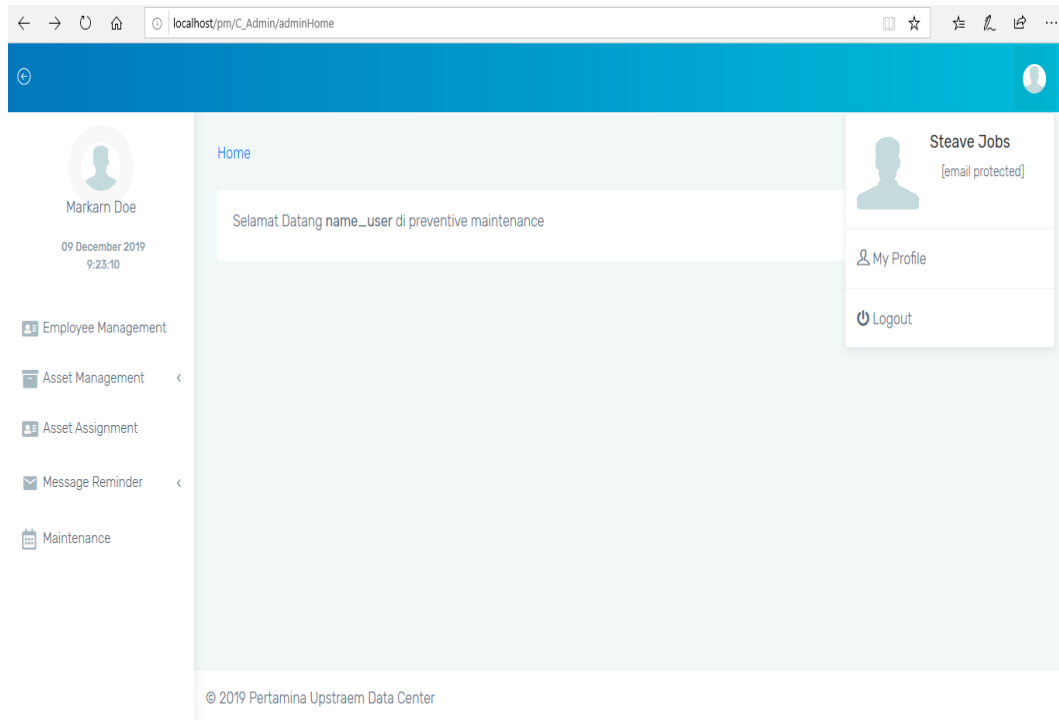 localhost/pm/C_Admin/adminHome
Markarn Doe
09 December 2019
9:23:10
Employee Management
Asset Management
Asset Assignment
Message Reminder
Maintenance
Home
Selamat Datang name_user di preventive maintenance
Steave Jobs
[email protected]
My Profile
Logout
© 2019 Pertamina Upstraem Data Center